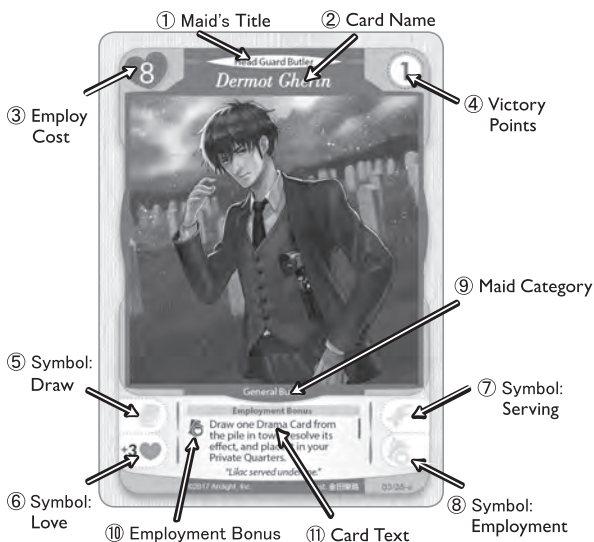 ① Maid's Title
② Card Name
8
Head Guard Butler
Dermot Gherin
1
③ Employ
Cost
④ Victory
Points
⑨ Maid Category
General
⑤ Symbol:
Draw
⑦ Symbol:
Serving
Employment Bonus
Draw one Drama Card from
the pile in town, resolve its
effect, and place it in your
Private Quarters.
+3
"Lilac served under me."
©2017 Arclight, Inc.
⑥ Symbol:
Love
⑧ Symbol:
Employment
⑩ Employment Bonus
⑪ Card Text